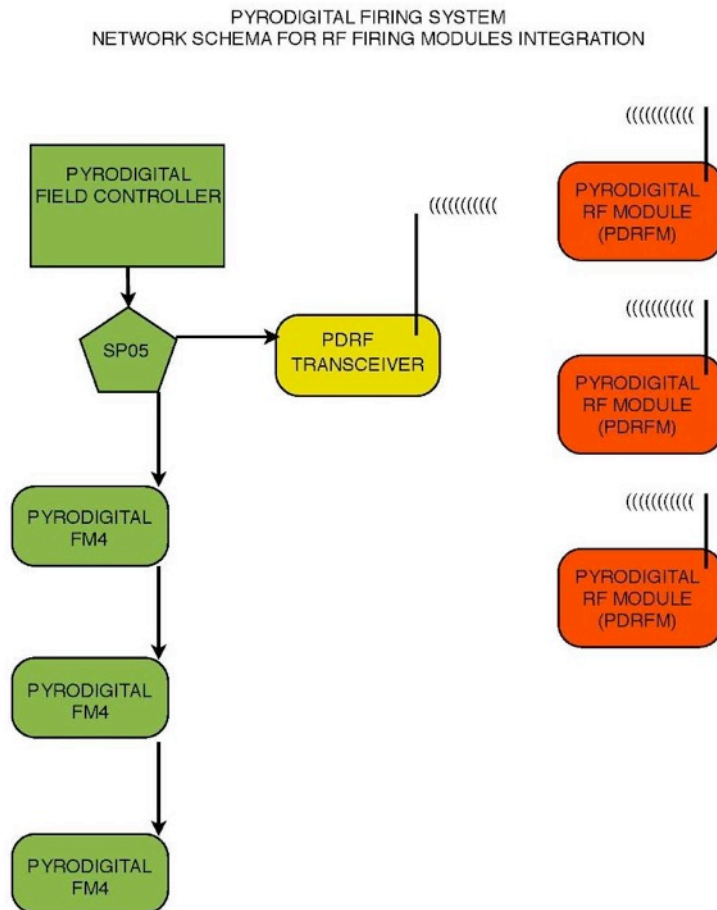 PYRODIGITAL FIRING SYSTEM
NETWORK SCHEMA FOR RF FIRING MODULES INTEGRATION
PYRODIGITAL
FIELD CONTROLLER
SP05
PDRF
TRANSCEIVER
((((((((((((
PYRODIGITAL
FM4
PYRODIGITAL
FM4
PYRODIGITAL
FM4
((((((((((((
PYRODIGITAL
RF MODULE
(PDRFM)
((((((((((((
PYRODIGITAL
RF MODULE
(PDRFM)
((((((((((((
PYRODIGITAL
RF MODULE
(PDRFM)